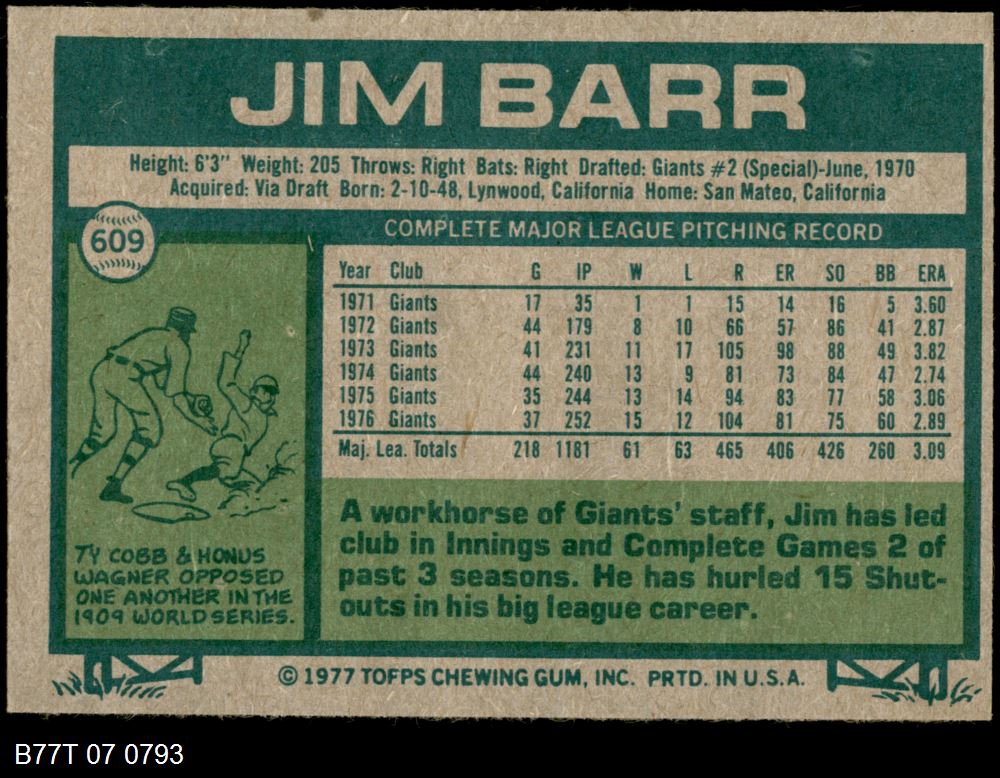 JIM BARR
Height: 6'3" Weight: 205 Throws: Right Bats: Right Drafted: Giants #2 (Special)-June, 1970
Acquired: Via Draft Born: 2-10-48, Lynwood, California Home: San Mateo, California
609
COMPLETE MAJOR LEAGUE PITCHING RECORD
Year Club G IP W L R ER SO BB ERA
1971 Giants 17 35 1 1 15 14 16 5 3.60
1972 Giants 44 179 8 10 66 57 86 41 2.87
1973 Giants 41 231 11 17 105 98 88 49 3.82
1974 Giants 44 240 13 9 81 73 84 47 2.74
1975 Giants 35 244 13 14 94 83 77 58 3.06
1976 Giants 37 252 15 12 104 81 75 60 2.89
Maj. Lea. Totals 218 1181 61 63 465 406 426 260 3.09
TY COBB & HONUS
WAGNER OPPOSED
ONE ANOTHER IN THE
1909 WORLD SERIES.
A workhorse of Giants' staff, Jim has led
club in Innings and Complete Games 2 of
past 3 seasons. He has hurled 15 Shut-
outs in his big league career.
© 1977 TOFPS CHEWING GUM, INC. PRTD. IN U.S.A.
B77T 07 0793